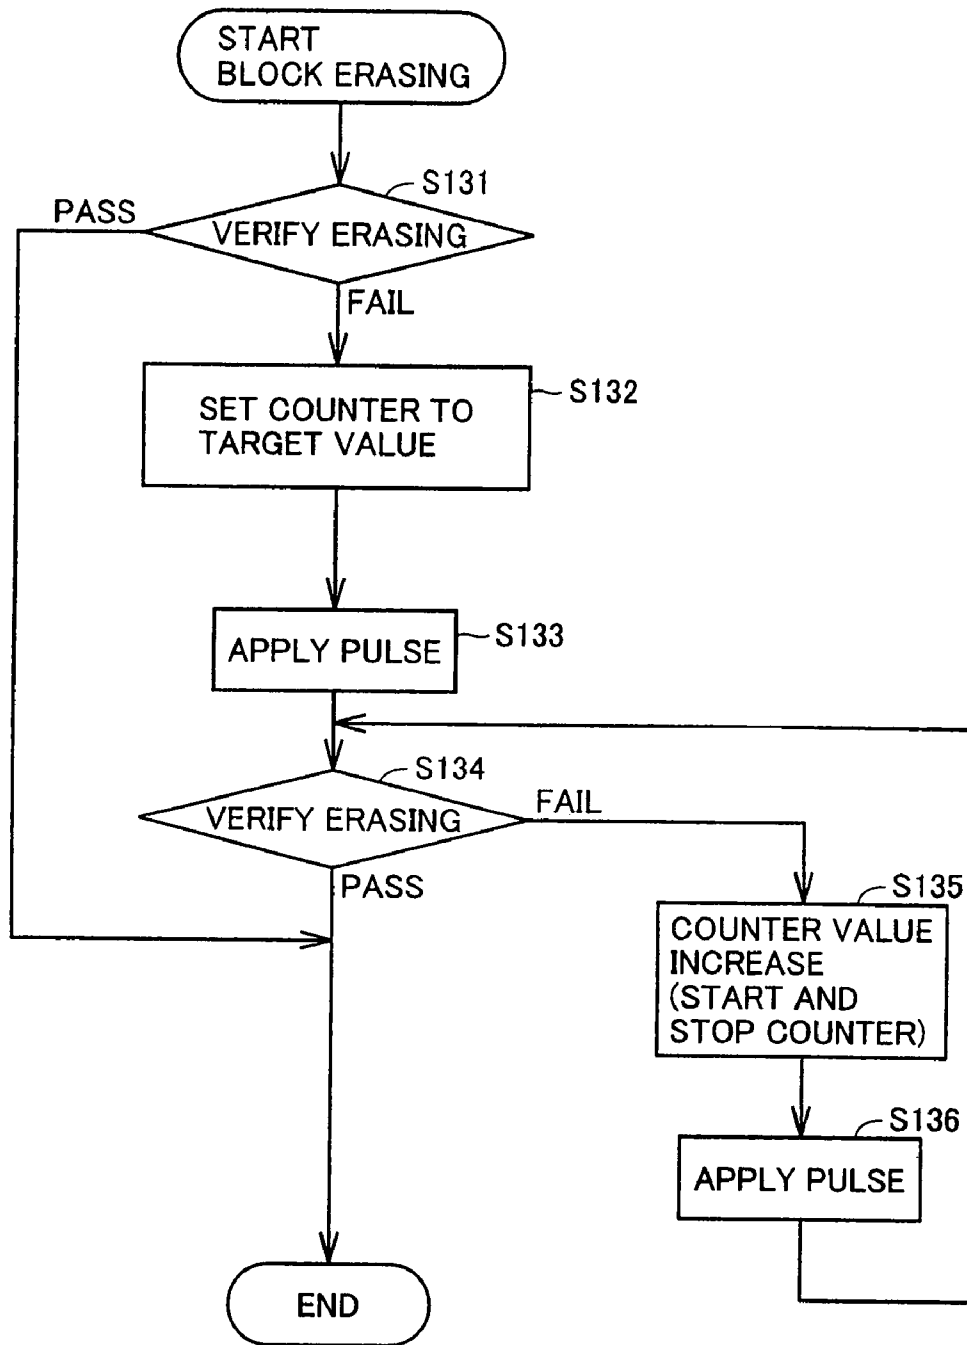 START
BLOCK ERASING
S131
PASS
VERIFY ERASING
FAIL
S132
SET COUNTER TO
TARGET VALUE
S133
APPLY PULSE
S134
VERIFY ERASING
FAIL
PASS
S135
COUNTER VALUE
INCREASE
(START AND
STOP COUNTER)
S136
APPLY PULSE
END